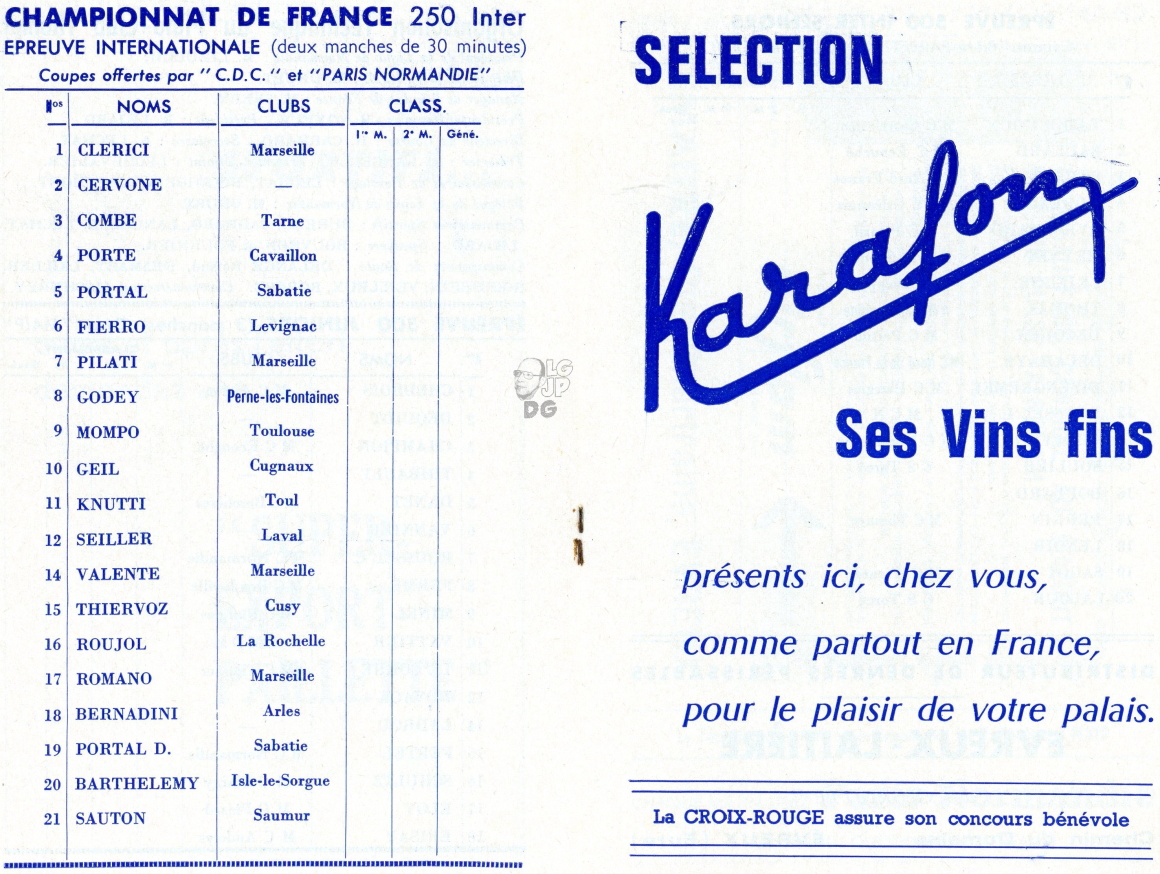 CHAMPIONNAT DE FRANCE 250 Inter
EPREUVE INTERNATIONALE (deux manches de 30 minutes)
Coupes offertes par " C.D.C. " et "PARIS NORMANDIE"
Nos NOMS CLUBS CLASS.
1re M. 2e M. Géné.
1 CLERICI Marseille
2 CERVONE —
3 COMBE Tarne
4 PORTE Cavaillon
5 PORTAL Sabatie
6 FIERRO Levignac
7 PILATI Marseille
8 GODEY Perne-les-Fontaines
9 MOMPO Toulouse
10 GEIL Cugnaux
11 KNUTTI Toul
12 SEILLER Laval
14 VALENTE Marseille
15 THIERVOZ Cusy
16 ROUJOL La Rochelle
17 ROMANO Marseille
18 BERNADINI Arles
19 PORTAL D. Sabatie
20 BARTHELEMY Isle-le-Sorgue
21 SAUTON Saumur
LG
JP
DG
SELECTION
Karafonx
Ses Vins fins
présents ici, chez vous,
comme partout en France,
pour le plaisir de votre palais.
La CROIX-ROUGE assure son concours bénévole